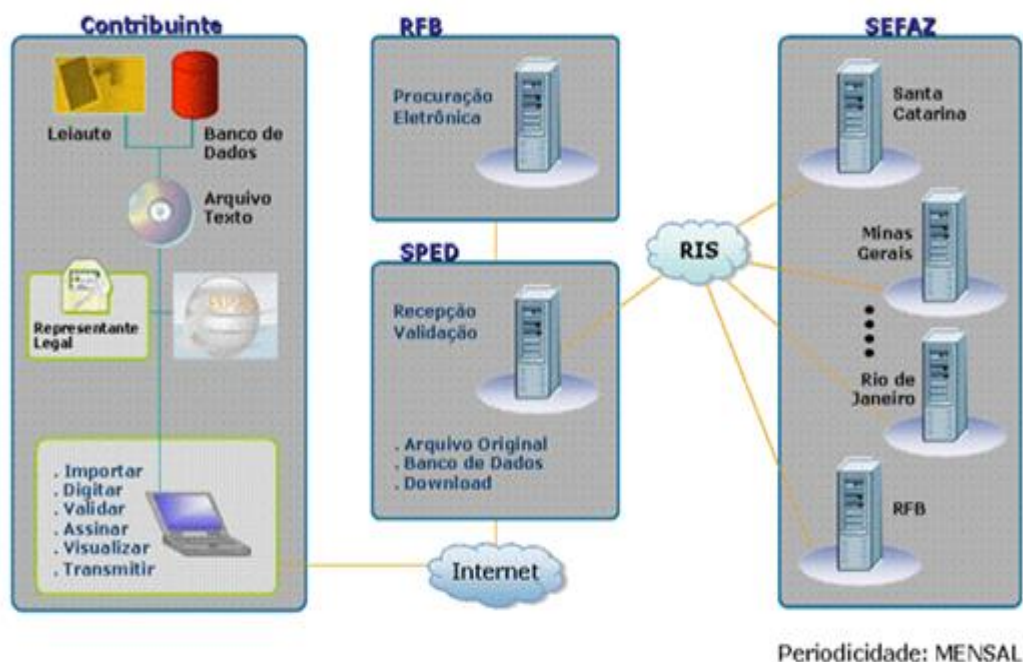 Contribuinte
Leiaute
Banco de
Dados
Arquivo
Texto
Representante
Legal
. Importar
. Digitar
. Validar
. Assinar
. Visualizar
. Transmitir
RFB
Procuração
Eletrônica
SPED
Recepção
Validação
. Arquivo Original
. Banco de Dados
. Download
Internet
RIS
SEFAZ
Santa
Catarina
Minas
Gerais
Rio de
Janeiro
RFB
Periodicidade: MENSAL